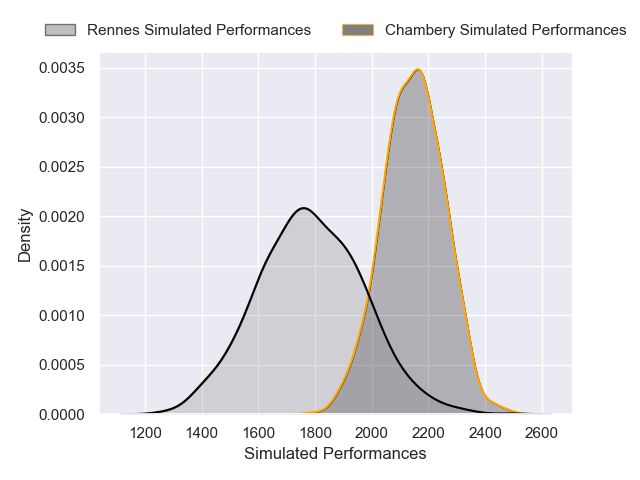 Rennes Simulated Performances
Chambery Simulated Performances
0.0035
0.0030
0.0025
0.0020
0.0015
0.0010
0.0005
0.0000
Density
1200 1400 1600 1800 2000 2200 2400 2600
Simulated Performances